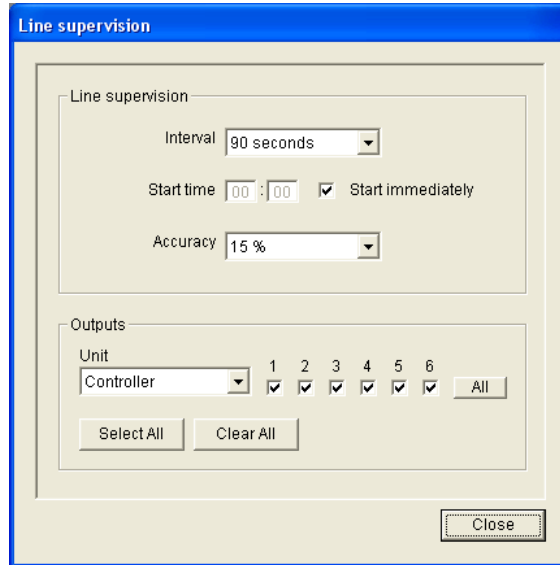 Line supervision
Line supervision
Interval 90 seconds
Start time 00 : 00 Start immediately
Accuracy 15 %
Outputs
Unit
1 2 3 4 5 6
Controller All
Select All Clear All
Close